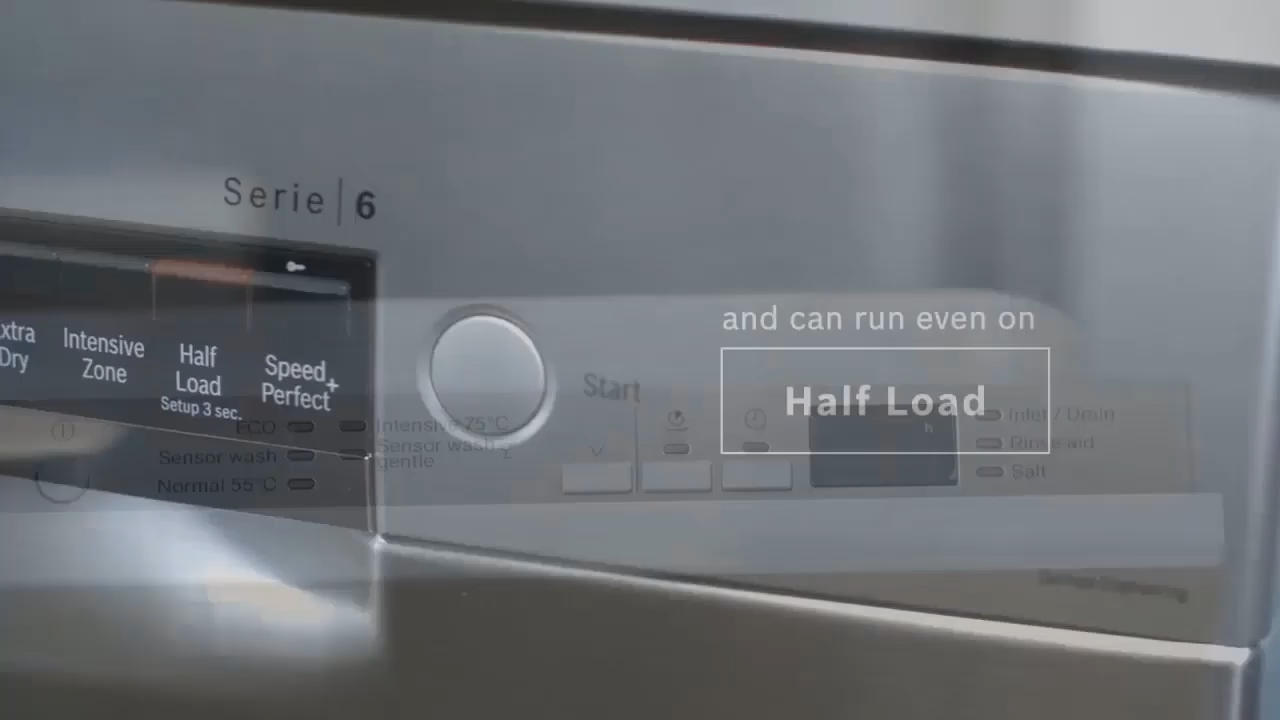 Serie | 6
xtra
Dry
Intensive
Zone
Half
Load
Setup 3 sec.
Speed
Perfect+
Start
and can run even on
Half Load
ECO
Sensor wash
Normal 55°C
Intensive 75°C
Sensor wash
gentle
h
Inlet / Drain
Rinse aid
Salt